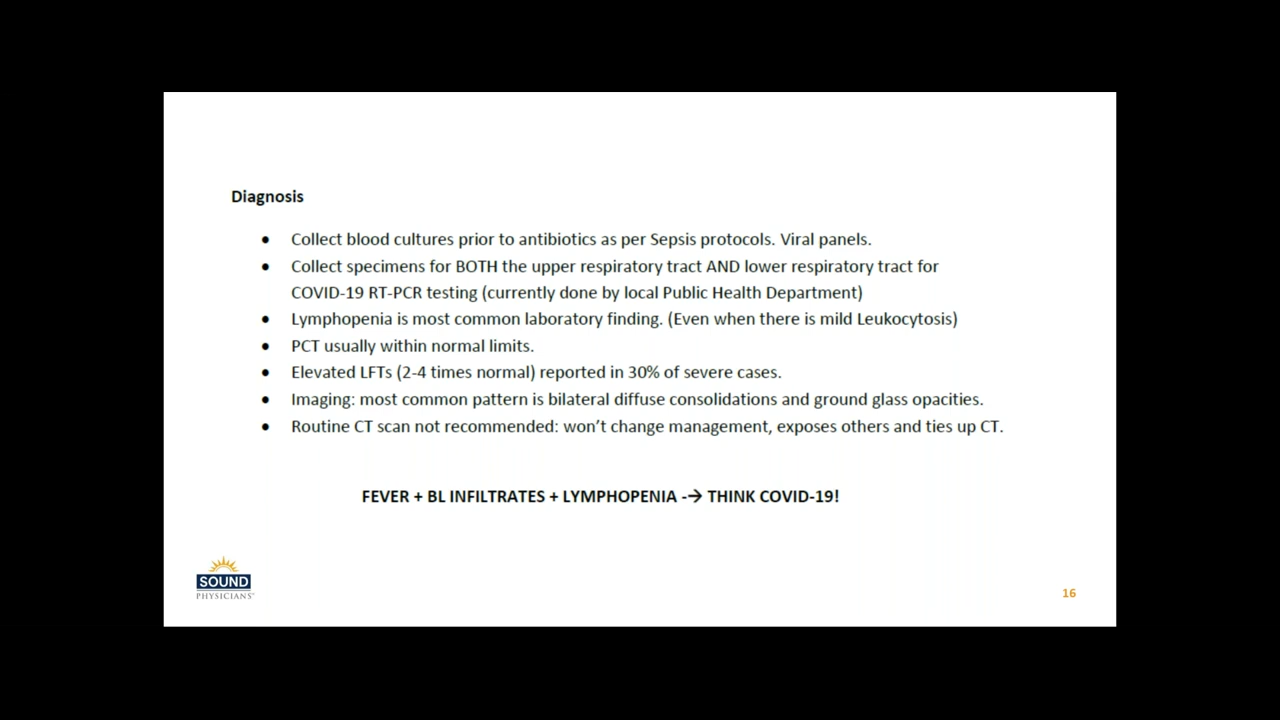 Diagnosis
● Collect blood cultures prior to antibiotics as per Sepsis protocols. Viral panels.
● Collect specimens for BOTH the upper respiratory tract AND lower respiratory tract for
COVID-19 RT-PCR testing (currently done by local Public Health Department)
● Lymphopenia is most common laboratory finding. (Even when there is mild Leukocytosis)
● PCT usually within normal limits.
● Elevated LFTs (2-4 times normal) reported in 30% of severe cases.
● Imaging: most common pattern is bilateral diffuse consolidations and ground glass opacities.
● Routine CT scan not recommended: won’t change management, exposes others and ties up CT.
FEVER + BL INFILTRATES + LYMPHOPENIA -→ THINK COVID-19!
SOUND
PHYSICIANS
16